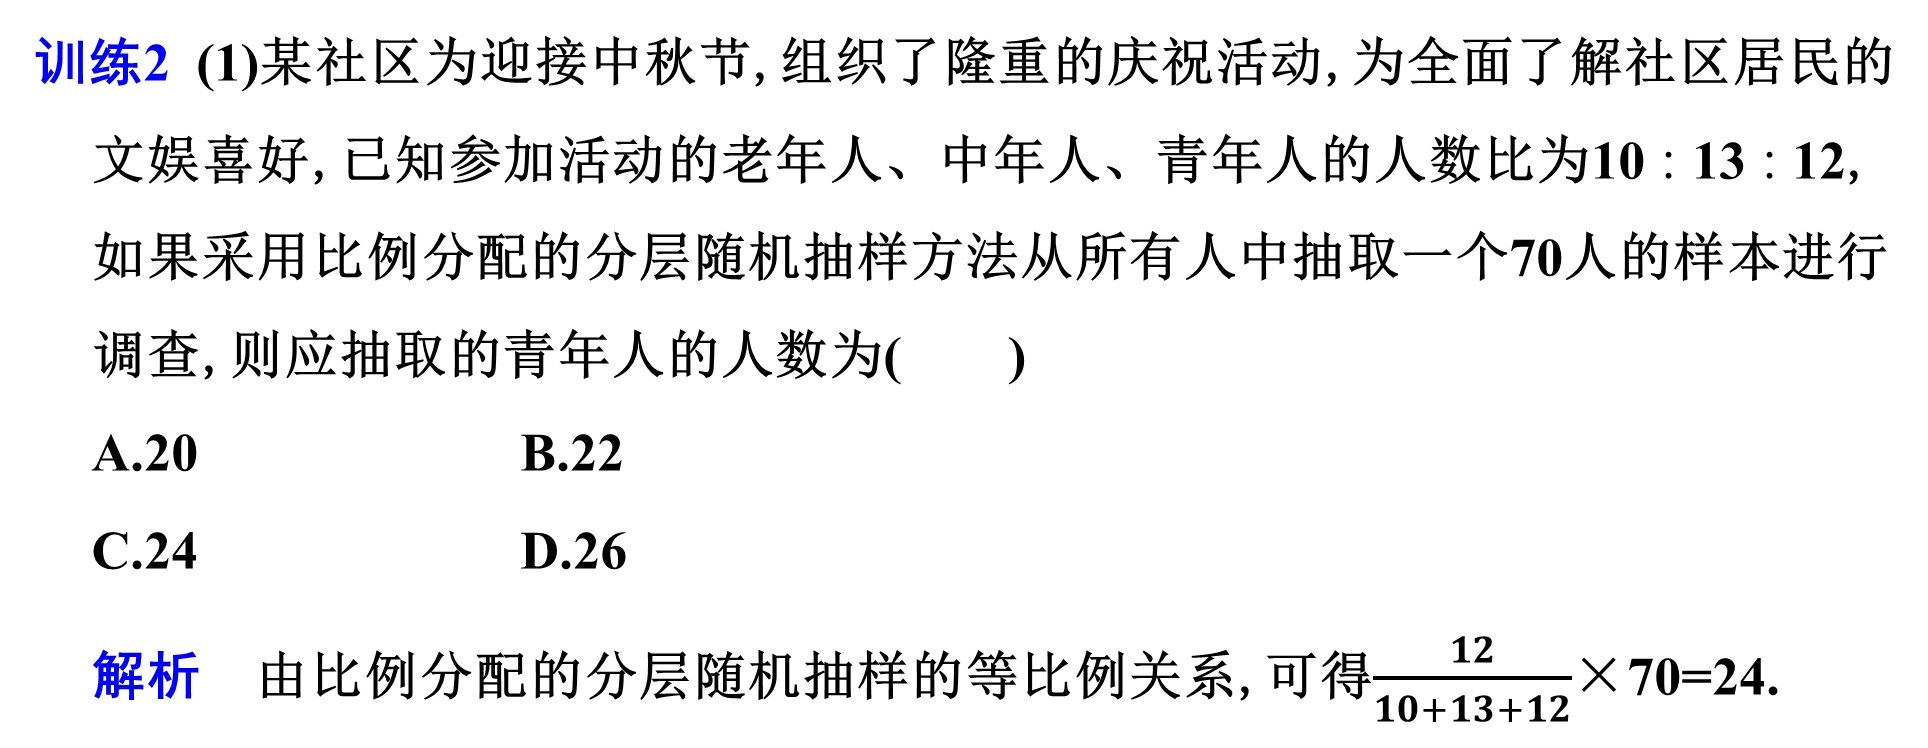 训练2 (1)某社区为迎接中秋节,组织了隆重的庆祝活动,为全面了解社区居民的
文娱喜好,已知参加活动的老年人、中年人、青年人的人数比为10∶13∶12,
如果采用比例分配的分层随机抽样方法从所有人中抽取一个70人的样本进行
调查,则应抽取的青年人的人数为(  )
A.20 B.22
C.24 D.26
解析 由比例分配的分层随机抽样的等比例关系,可得12/(10+13+12)×70=24.